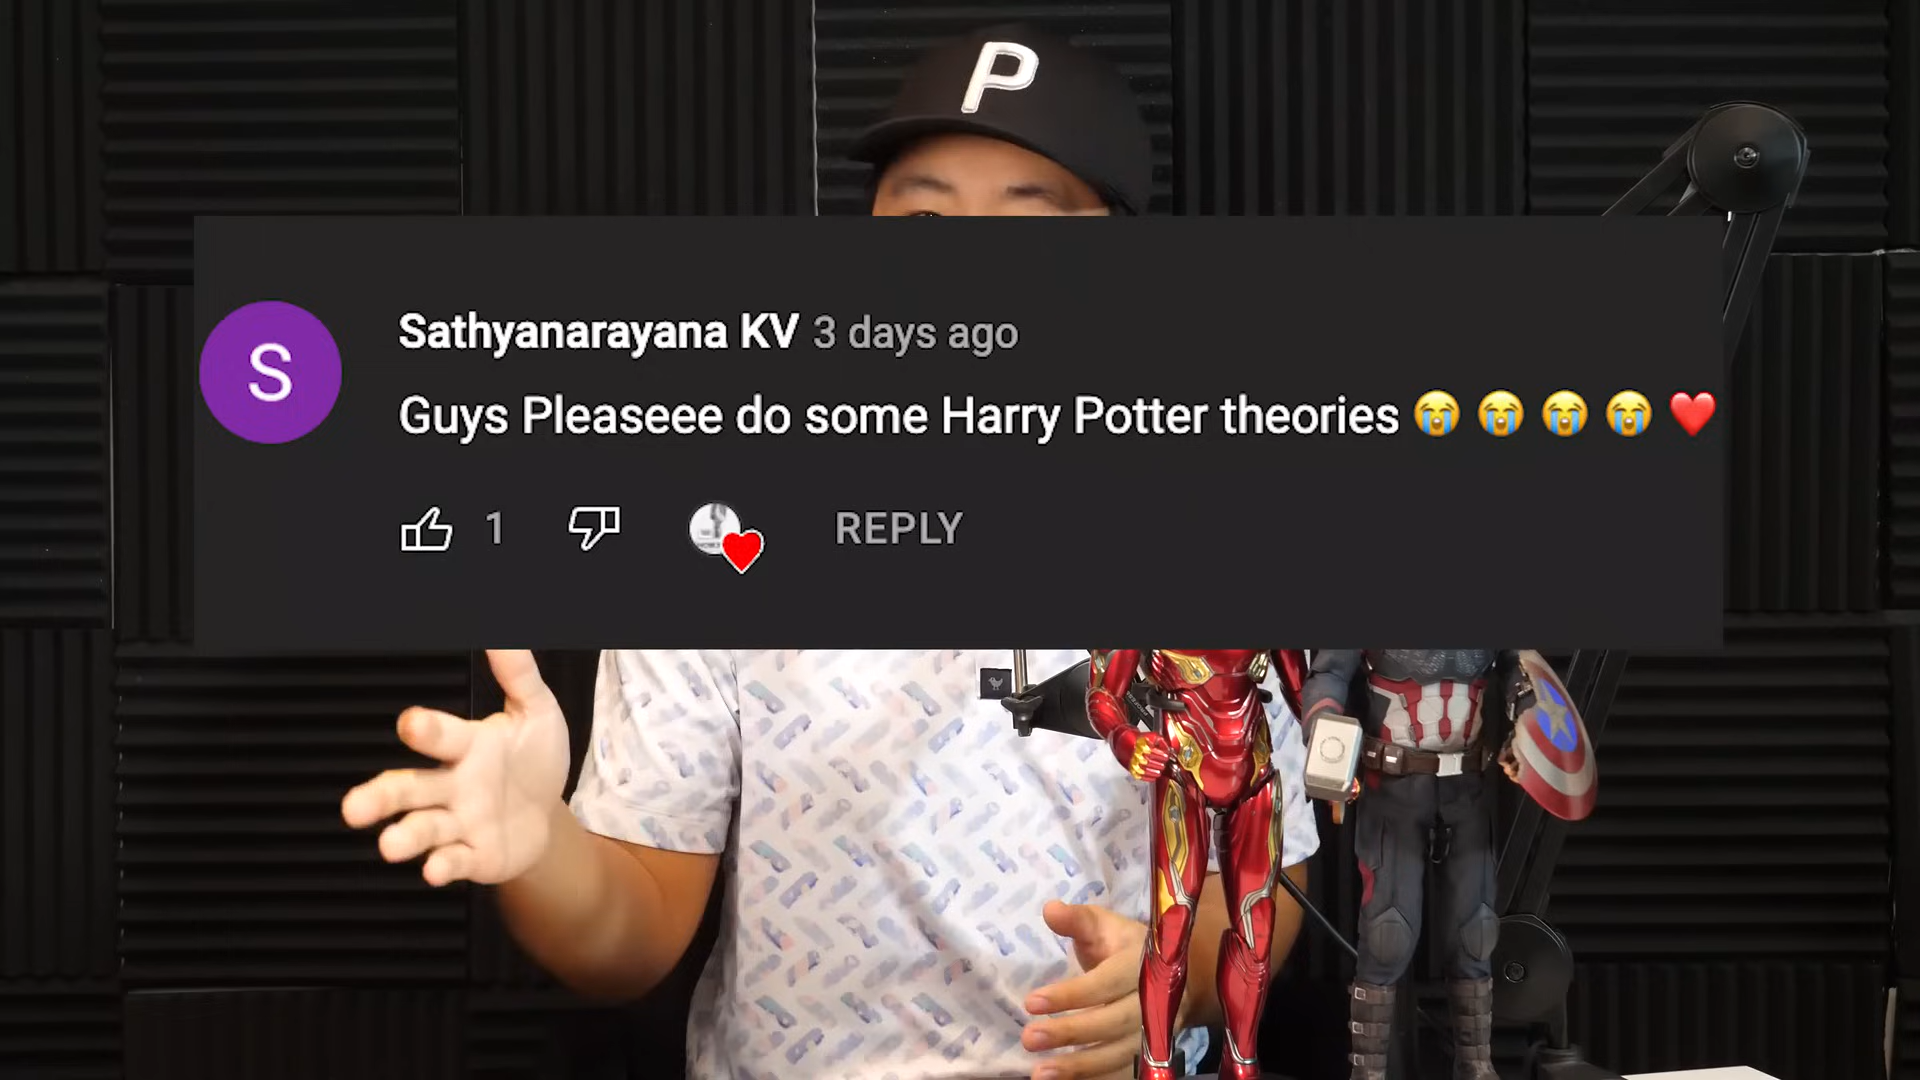 P
S
Sathyanarayana KV 3 days ago
Guys Pleaseee do some Harry Potter theories 😭 😭 😭 😭 ❤️
1
REPLY